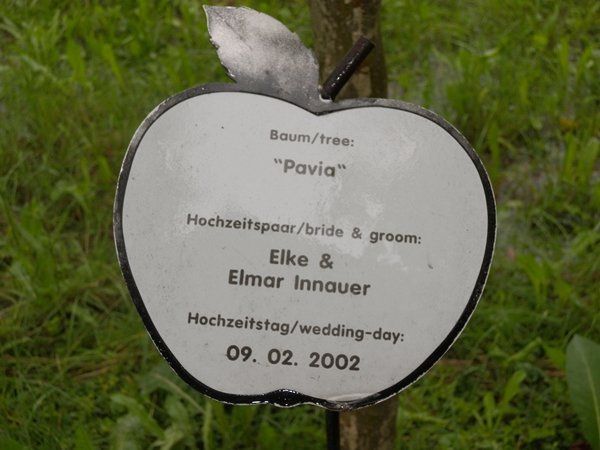 Baum/tree:
"Pavia"
Hochzeitspaar/bride & groom:
Elke &
Elmar Innauer
Hochzeitstag/wedding-day:
09. 02. 2002